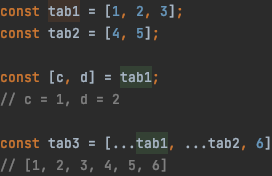 const tab1 = [1, 2, 3];
const tab2 = [4, 5];
const [c, d] = tab1;
// c = 1, d = 2
const tab3 = [...tab1, ...tab2, 6]
// [1, 2, 3, 4, 5, 6]